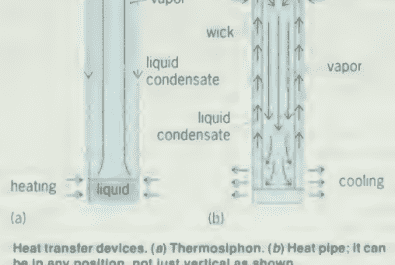 vapor
wick
liquid
condensate
vapor
liquid
condensate
heating
liquid
cooling
(a)
(b)
Heat transfer devices. (a) Thermosiphon. (b) Heat pipe; it can
be in any position, not just vertical as shown.